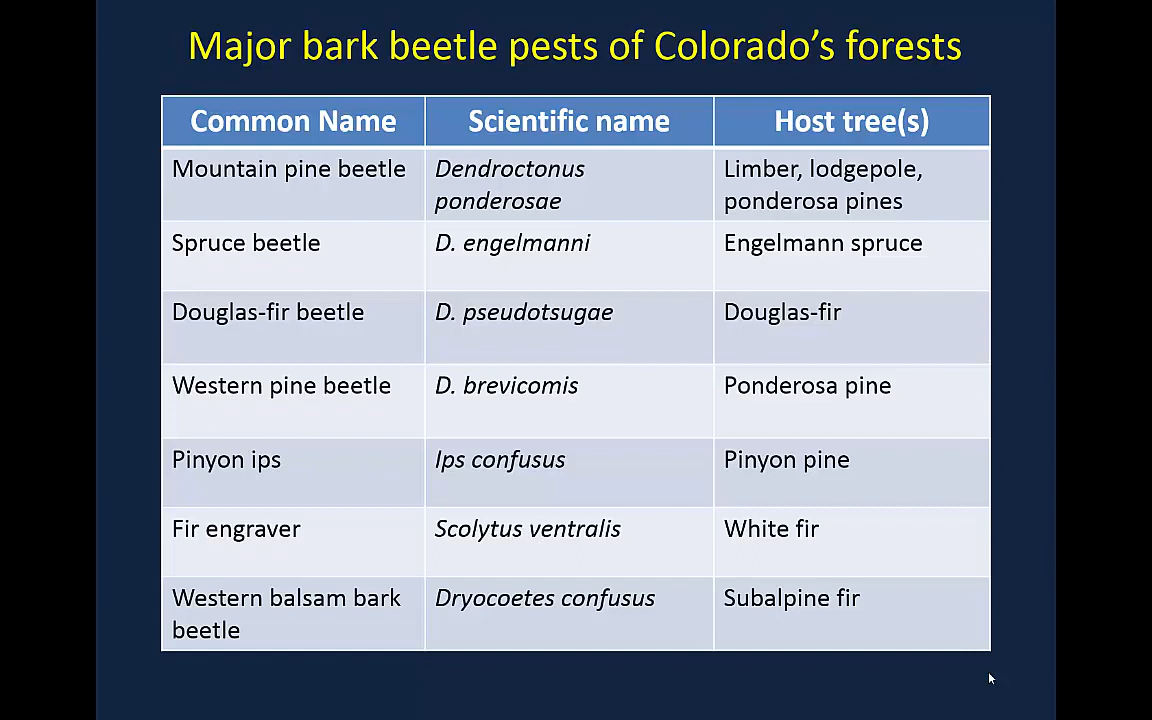 Major bark beetle pests of Colorado’s forests
Common Name Scientific name Host tree(s)
Mountain pine beetle Dendroctonus ponderosae Limber, lodgepole, ponderosa pines
Spruce beetle D. engelmanni Engelmann spruce
Douglas-fir beetle D. pseudotsugae Douglas-fir
Western pine beetle D. brevicomis Ponderosa pine
Pinyon ips Ips confusus Pinyon pine
Fir engraver Scolytus ventralis White fir
Western balsam bark beetle Dryocoetes confusus Subalpine fir